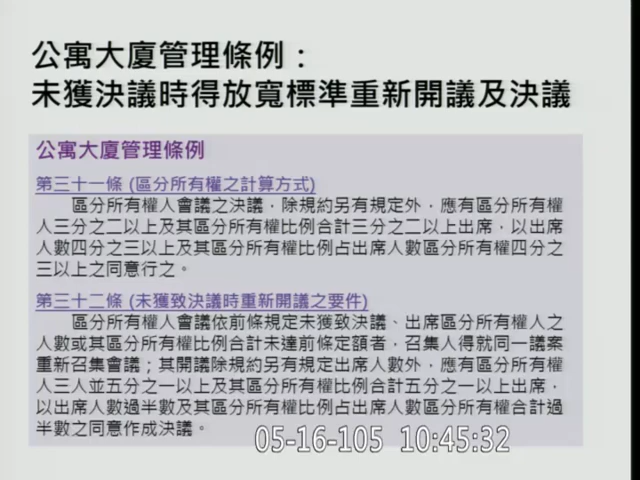 公寓大廈管理條例：
未獲決議時得放寬標準重新開議及決議
公寓大廈管理條例
第三十一條 (區分所有權之計算方式)
區分所有權人會議之決議，除規約另有規定外，應有區分所有權
人三分之二以上及其區分所有權比例合計三分之二以上出席，以出席
人數四分之三以上及其區分所有權比例占出席人數區分所有權四分之
三以上之同意行之。
第三十二條 (未獲致決議時重新開議之要件)
區分所有權人會議依前條規定未獲致決議、出席區分所有權人之
人數或其區分所有權比例合計未達前條定額者，召集人得就同一議案
重新召集會議；其開議除規約另有規定出席人數外，應有區分所有權
人三人並五分之一以上及其區分所有權比例合計五分之一以上出席，
以出席人數過半數及其區分所有權比例占出席人數區分所有權合計過
半數之同意作成決議。
05-16-105 10:45:32